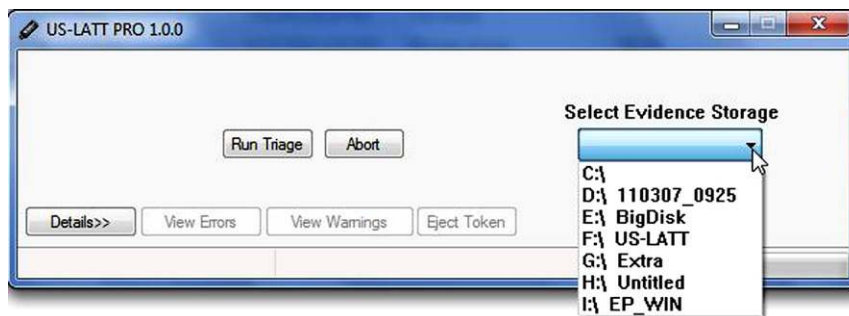 US-LATT PRO 1.0.0
Select Evidence Storage
Run Triage Abort
C:\
D:\ 110307_0925
E:\ BigDisk
F:\ US-LATT
G:\ Extra
H:\ Untitled
I:\ EP_WIN
Details>> View Errors View Warnings Eject Token